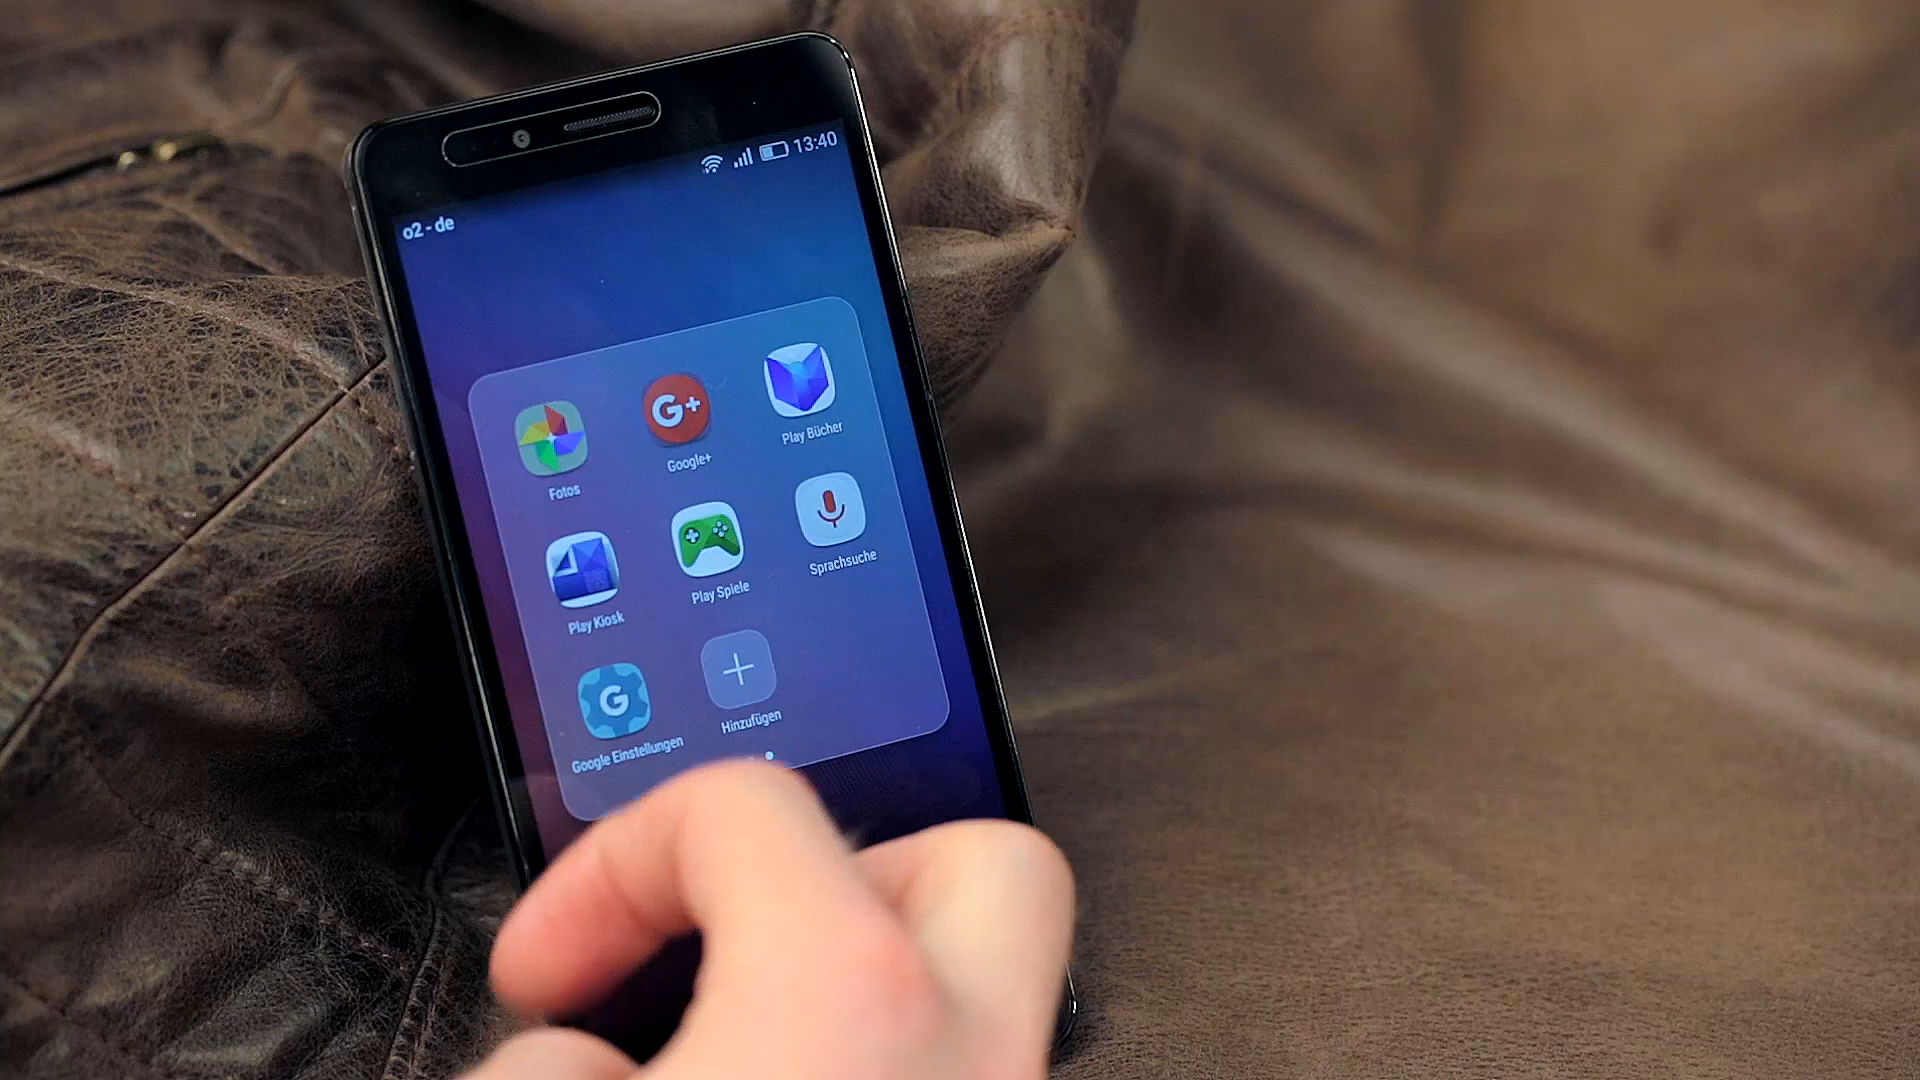 13:40
o2 - de
Fotos
G+
Google+
Play Bücher
Play Kiosk
Play Spiele
Sprachsuche
G
Google Einstellungen
Hinzufügen